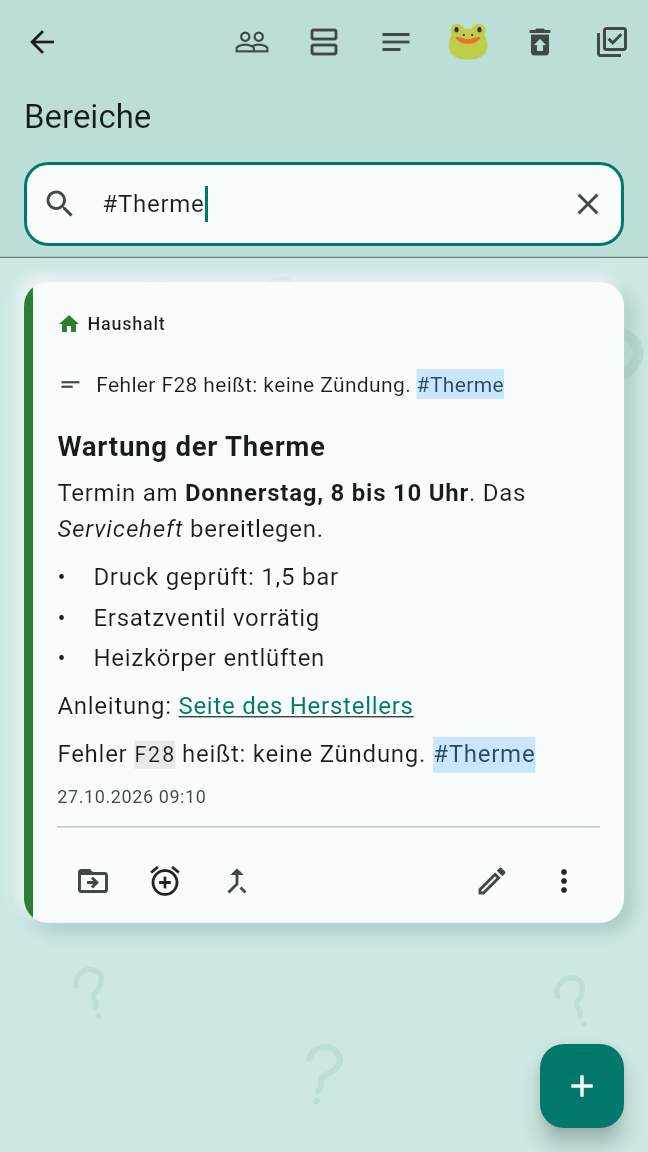 Bereiche
#Therme
Haushalt
Fehler F28 heißt: keine Zündung. #Therme
Wartung der Therme
Termin am Donnerstag, 8 bis 10 Uhr. Das
Serviceheft bereitlegen.
• Druck geprüft: 1,5 bar
• Ersatzventil vorrätig
• Heizkörper entlüften
Anleitung: Seite des Herstellers
Fehler F28 heißt: keine Zündung. #Therme
27.10.2026 09:10